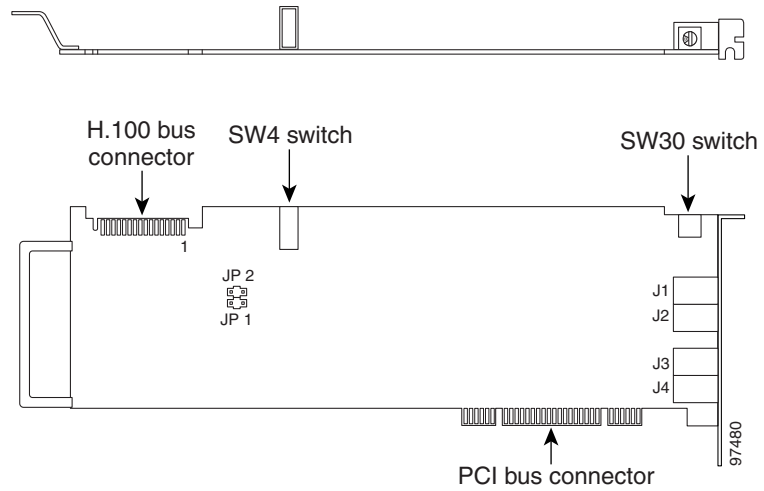 H.100 bus
connector
SW4 switch
SW30 switch
1
JP 2
JP 1
J1
J2
J3
J4
97480
PCI bus connector